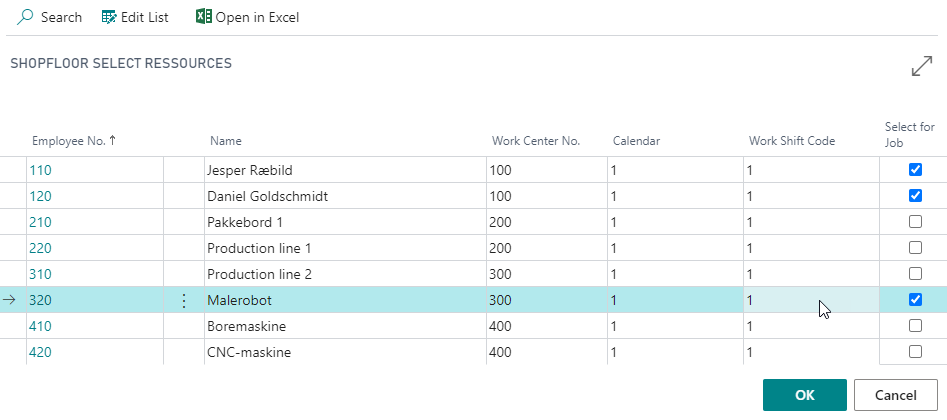 Search Edit List Open in Excel
SHOPFLOOR SELECT RESSOURCES
Employee No. ↑ Name Work Center No. Calendar Work Shift Code Select for Job
110 Jesper Ræbild 100 1 1
120 Daniel Goldschmidt 100 1 1
210 Pakkebord 1 200 1 1
220 Production line 1 200 1 1
310 Production line 2 300 1 1
320 Malerobot 300 1 1
410 Boremaskine 400 1 1
420 CNC-maskine 400 1 1
OK Cancel